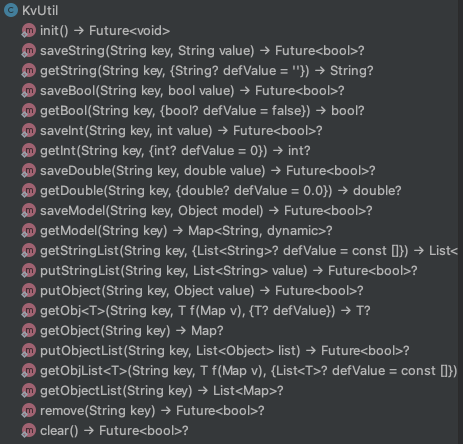 C KvUtil
m init() → Future<void>
m saveString(String key, String value) → Future<bool>?
m getString(String key, {String? defValue = ''}) → String?
m saveBool(String key, bool value) → Future<bool>?
m getBool(String key, {bool? defValue = false}) → bool?
m saveInt(String key, int value) → Future<bool>?
m getInt(String key, {int? defValue = 0}) → int?
m saveDouble(String key, double value) → Future<bool>?
m getDouble(String key, {double? defValue = 0.0}) → double?
m saveModel(String key, Object model) → Future<bool>?
m getModel(String key) → Map<String, dynamic>?
m getStringList(String key, {List<String>? defValue = const []}) → List<
m putStringList(String key, List<String> value) → Future<bool>?
m putObject(String key, Object value) → Future<bool>?
m getObj<T>(String key, T f(Map v), {T? defValue}) → T?
m getObject(String key) → Map?
m putObjectList(String key, List<Object> list) → Future<bool>?
m getObjList<T>(String key, T f(Map v), {List<T>? defValue = const []})
m getObjectList(String key) → List<Map>?
m remove(String key) → Future<bool>?
m clear() → Future<bool>?